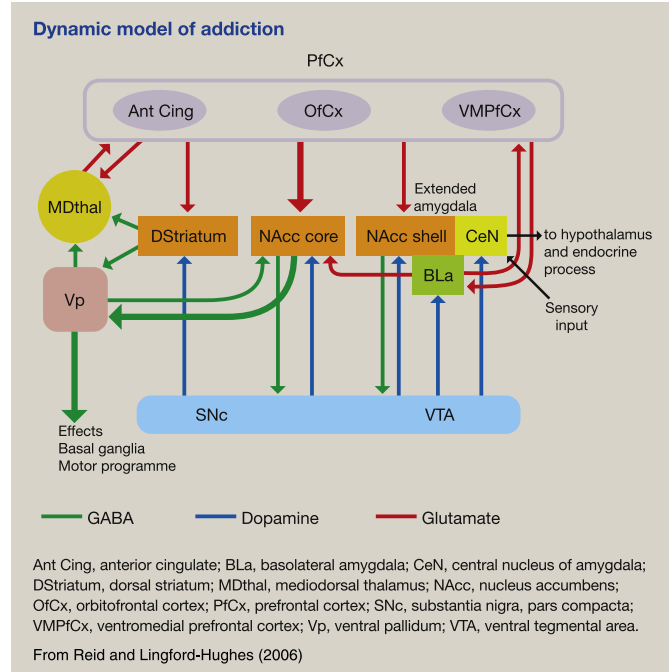 Dynamic model of addiction
PfCx
Ant Cing
OfCx
VMPfCx
MDthal
Extended
amygdala
DStriatum
NAcc core
NAcc shell
CeN
to hypothalamus
and endocrine
process
BLa
Vp
Sensory
input
SNc
VTA
Effects
Basal ganglia
Motor programme
GABA
Dopamine
Glutamate
Ant Cing, anterior cingulate; BLa, basolateral amygdala; CeN, central nucleus of amygdala;
DStriatum, dorsal striatum; MDthal, mediodorsal thalamus; NAcc, nucleus accumbens;
OfCx, orbitofrontal cortex; PfCx, prefrontal cortex; SNc, substantia nigra, pars compacta;
VMPfCx, ventromedial prefrontal cortex; Vp, ventral pallidum; VTA, ventral tegmental area.
From Reid and Lingford-Hughes (2006)